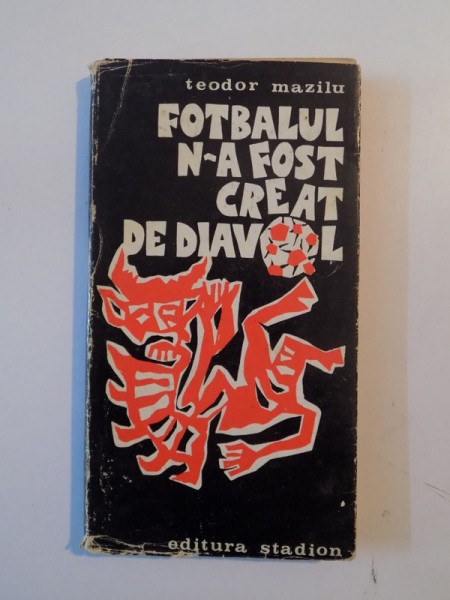 teodor mazilu
FOTBALUL
N-A FOST
CREAT
DE DIAVOL
editura stadion